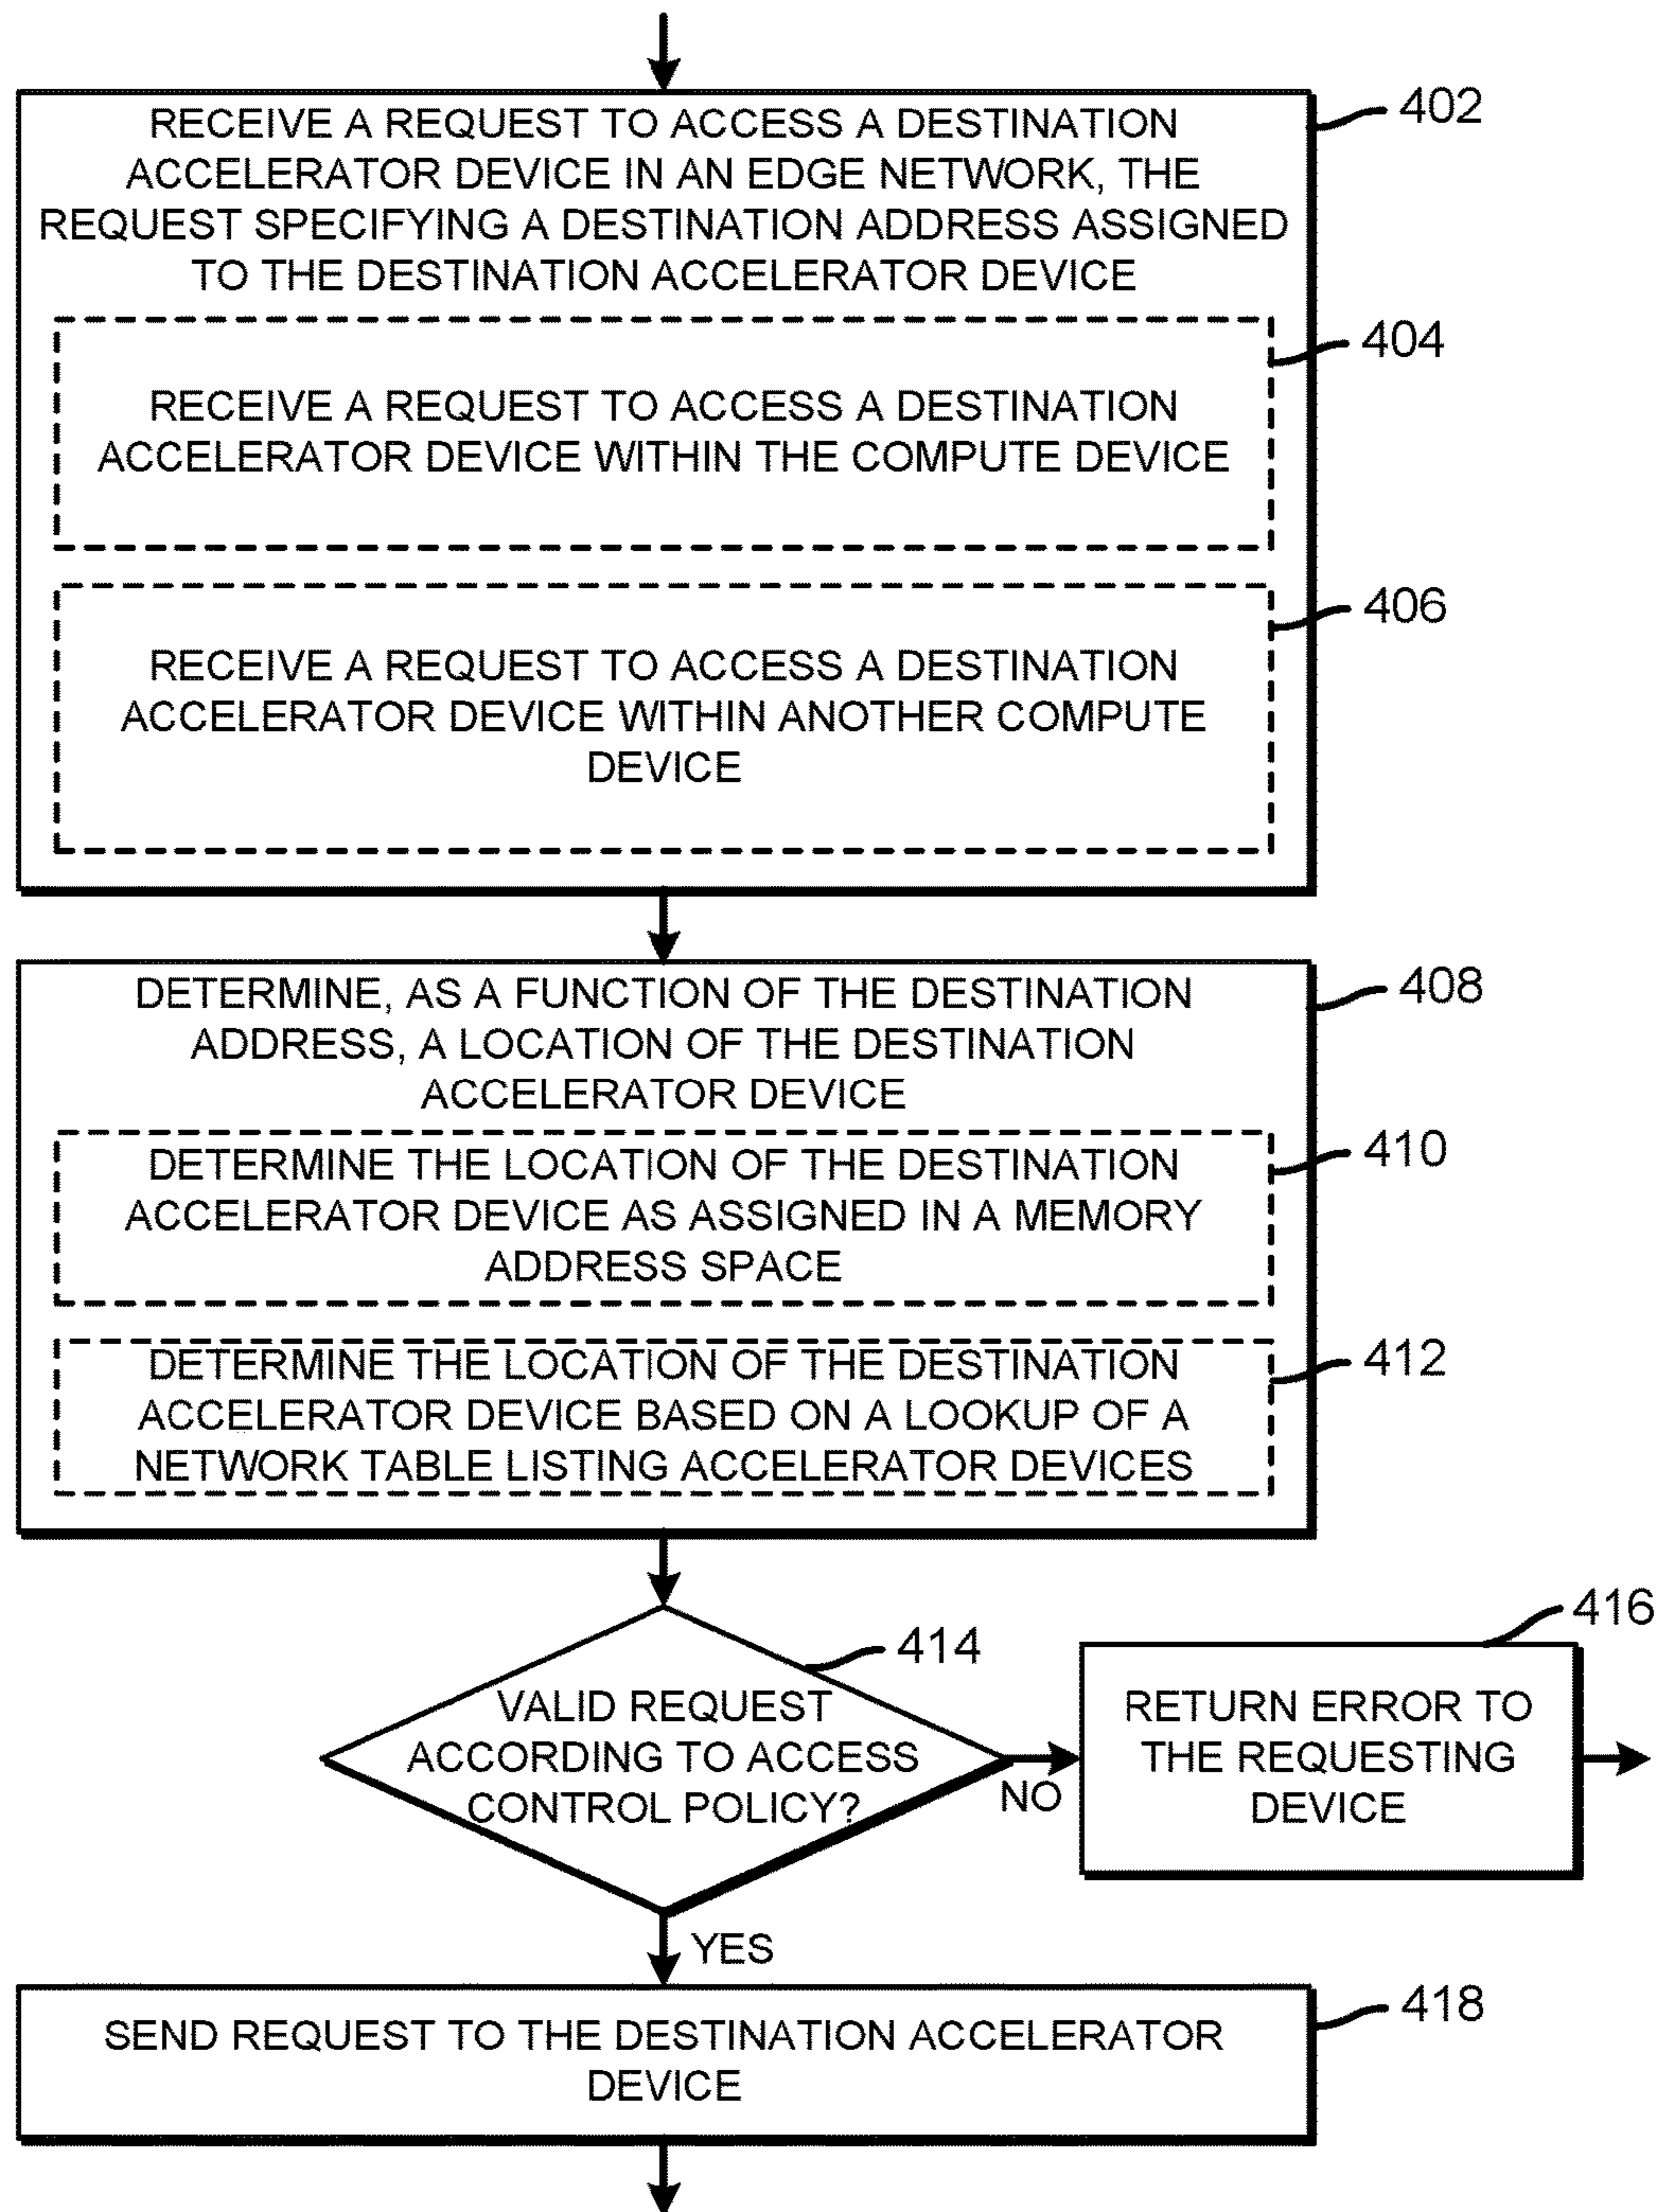 RECEIVE A REQUEST TO ACCESS A DESTINATION
ACCELERATOR DEVICE IN AN EDGE NETWORK, THE
REQUEST SPECIFYING A DESTINATION ADDRESS ASSIGNED
TO THE DESTINATION ACCELERATOR DEVICE
402
RECEIVE A REQUEST TO ACCESS A DESTINATION
ACCELERATOR DEVICE WITHIN THE COMPUTE DEVICE
404
RECEIVE A REQUEST TO ACCESS A DESTINATION
ACCELERATOR DEVICE WITHIN ANOTHER COMPUTE
DEVICE
406
DETERMINE, AS A FUNCTION OF THE DESTINATION
ADDRESS, A LOCATION OF THE DESTINATION
ACCELERATOR DEVICE
408
DETERMINE THE LOCATION OF THE DESTINATION
ACCELERATOR DEVICE AS ASSIGNED IN A MEMORY
ADDRESS SPACE
410
DETERMINE THE LOCATION OF THE DESTINATION
ACCELERATOR DEVICE BASED ON A LOOKUP OF A
NETWORK TABLE LISTING ACCELERATOR DEVICES
412
VALID REQUEST
ACCORDING TO ACCESS
CONTROL POLICY?
414
NO
RETURN ERROR TO
THE REQUESTING
DEVICE
416
YES
SEND REQUEST TO THE DESTINATION ACCELERATOR
DEVICE
418